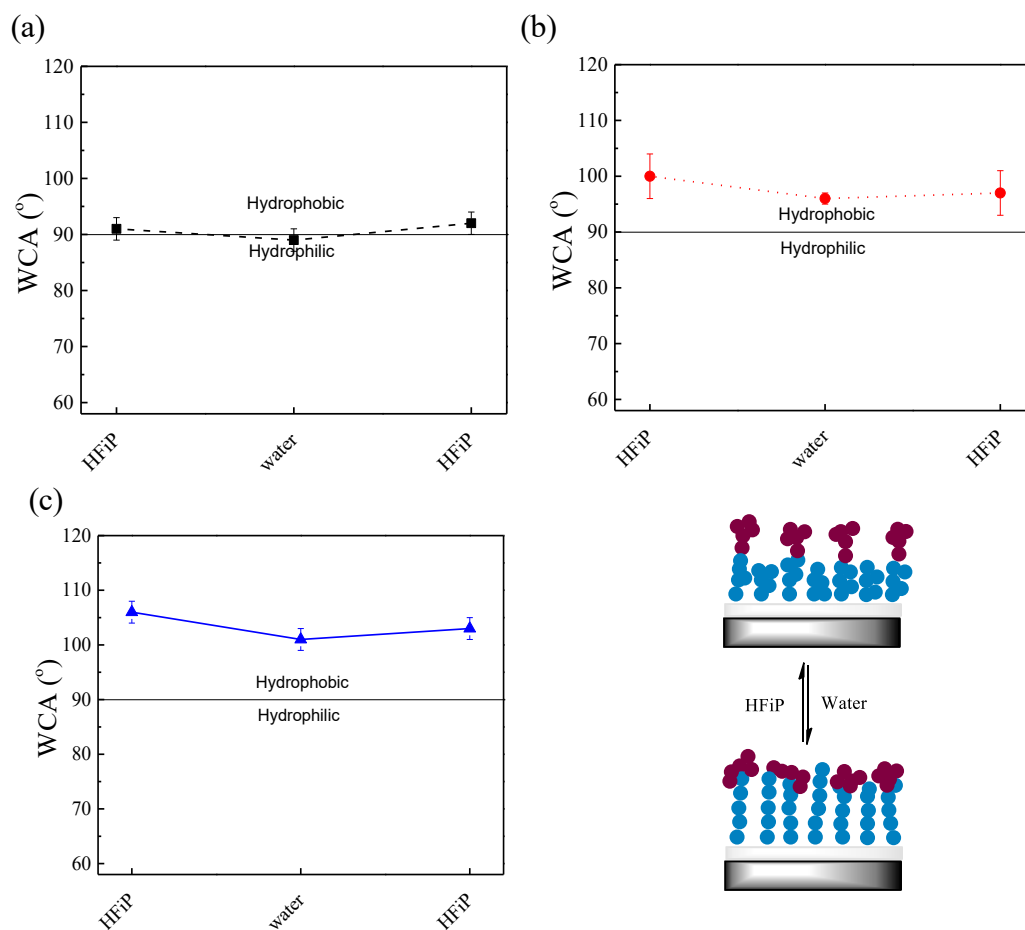 (a)
120
110
100
90
80
70
60
WCA (°)
Hydrophobic
Hydrophilic
HFiP
water
HFiP
(b)
120
110
100
90
80
70
60
WCA (°)
Hydrophobic
Hydrophilic
HFiP
water
HFiP
(c)
120
110
100
90
80
70
60
WCA (°)
Hydrophobic
Hydrophilic
HFiP
water
HFiP
HFiP
Water